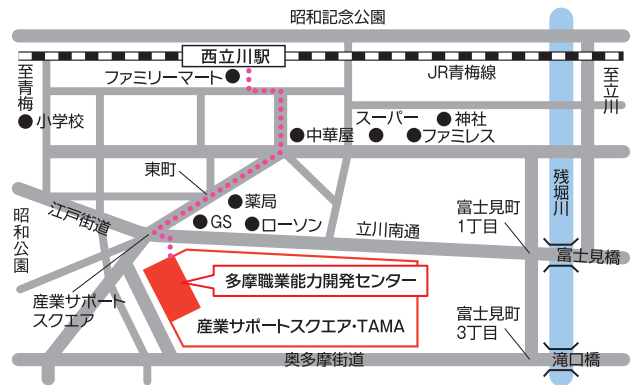 昭和記念公園
西立川駅
JR青梅線
至青梅
至立川
ファミリーマート
小学校
スーパー
神社
中華屋
ファミレス
東町
薬局
残堀川
江戸街道
GS
ローソン
立川南通
富士見町
1丁目
昭和公園
富士見橋
多摩職業能力開発センター
産業サポート
スクエア
産業サポートスクエア・TAMA
富士見町
3丁目
奥多摩街道
滝口橋